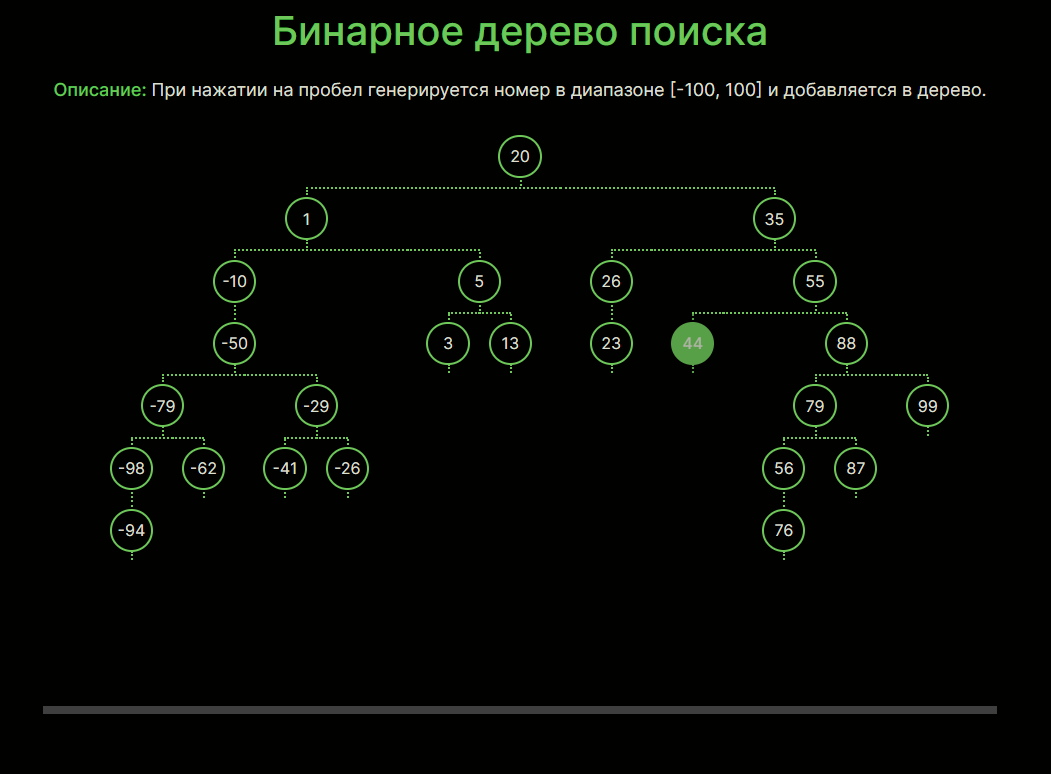 Бинарное дерево поиска
Описание: При нажатии на пробел генерируется номер в диапазоне [-100, 100] и добавляется в дерево.
20
1 35
-10 5 26 55
-50 3 13 23 44 88
-79 -29 79 99
-98 -62 -41 -26 56 87
-94 76